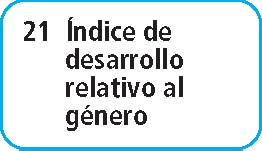 21 Índice de
desarrollo
relativo al
género